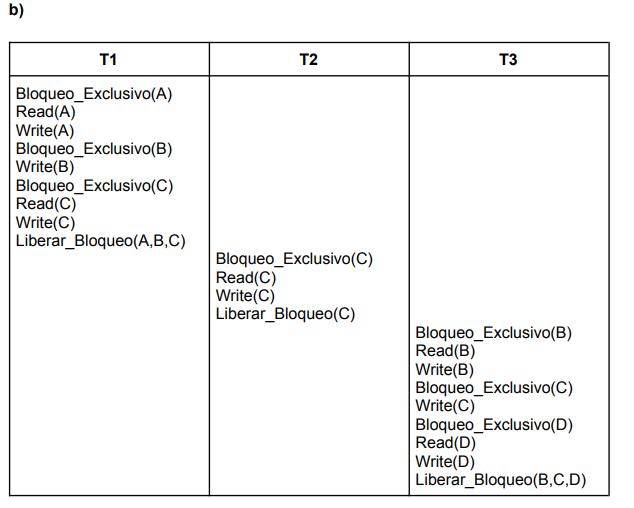 b)
T1 T2 T3
Bloqueo_Exclusivo(A)
Read(A)
Write(A)
Bloqueo_Exclusivo(B)
Write(B)
Bloqueo_Exclusivo(C)
Read(C)
Write(C)
Liberar_Bloqueo(A,B,C)
Bloqueo_Exclusivo(C)
Read(C)
Write(C)
Liberar_Bloqueo(C)
Bloqueo_Exclusivo(B)
Read(B)
Write(B)
Bloqueo_Exclusivo(C)
Write(C)
Bloqueo_Exclusivo(D)
Read(D)
Write(D)
Liberar_Bloqueo(B,C,D)